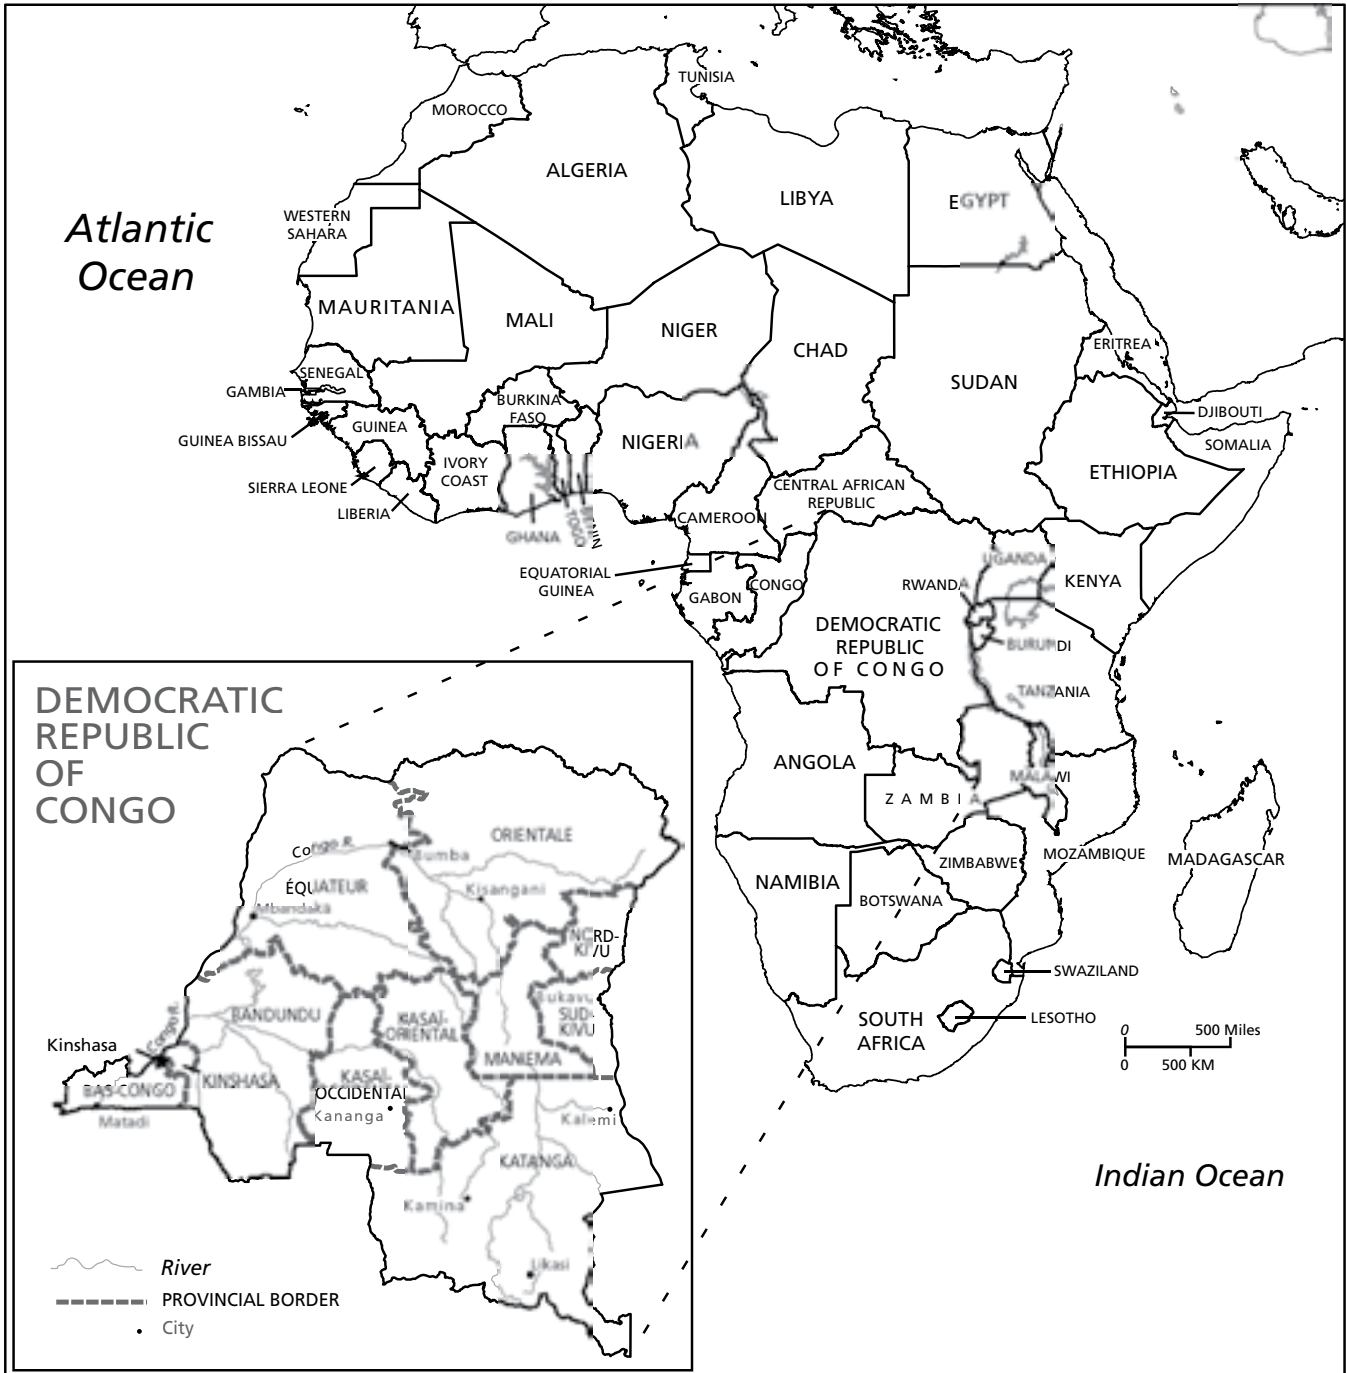 TUNISIA
MOROCCO
ALGERIA
LIBYA
EGYPT
WESTERN
SAHARA
Atlantic
Ocean
MAURITANIA
MALI
NIGER
CHAD
SUDAN
ERITREA
SENEGAL
GAMBIA
BURKINA
FASO
DJIBOUTI
GUINEA BISSAU
GUINEA
NIGERIA
SOMALIA
IVORY
COAST
ETHIOPIA
SIERRA LEONE
CENTRAL AFRICAN
REPUBLIC
LIBERIA
CAMEROON
GHANA
TOGO
BENIN
EQUATORIAL
GUINEA
GABON
CONGO
UGANDA
KENYA
RWANDA
DEMOCRATIC
REPUBLIC
OF CONGO
BURUNDI
TANZANIA
ANGOLA
MALAWI
ZAMBIA
ZIMBABWE
MOZAMBIQUE
MADAGASCAR
NAMIBIA
BOTSWANA
SWAZILAND
LESOTHO
SOUTH
AFRICA
0 500 Miles
0 500 KM
Indian Ocean
DEMOCRATIC
REPUBLIC
OF
CONGO
ORIENTALE
Congo R.
Bumba
ÉQUATEUR
Kisangani
Mbandaka
NORD-
KIVU
Bukavu
SUD-
KIVU
BANDUNDU
KASAÏ-
ORIENTAL
Congo R.
Kinshasa
MANIEMA
BAS-CONGO
KINSHASA
KASAÏ-
OCCIDENTAL
Kananga
Matadi
Kalemi
KATANGA
Kamina
Likasi
River
PROVINCIAL BORDER
City